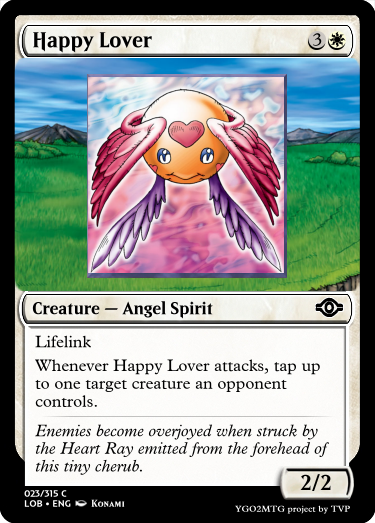 Happy Lover 3
Creature — Angel Spirit
Lifelink
Whenever Happy Lover attacks, tap up
to one target creature an opponent
controls.
Enemies become overjoyed when struck by
the Heart Ray emitted from the forehead of
this tiny cherub.
2/2
023/315 C
LOB • ENG Konami
YGO2MTG project by TVP